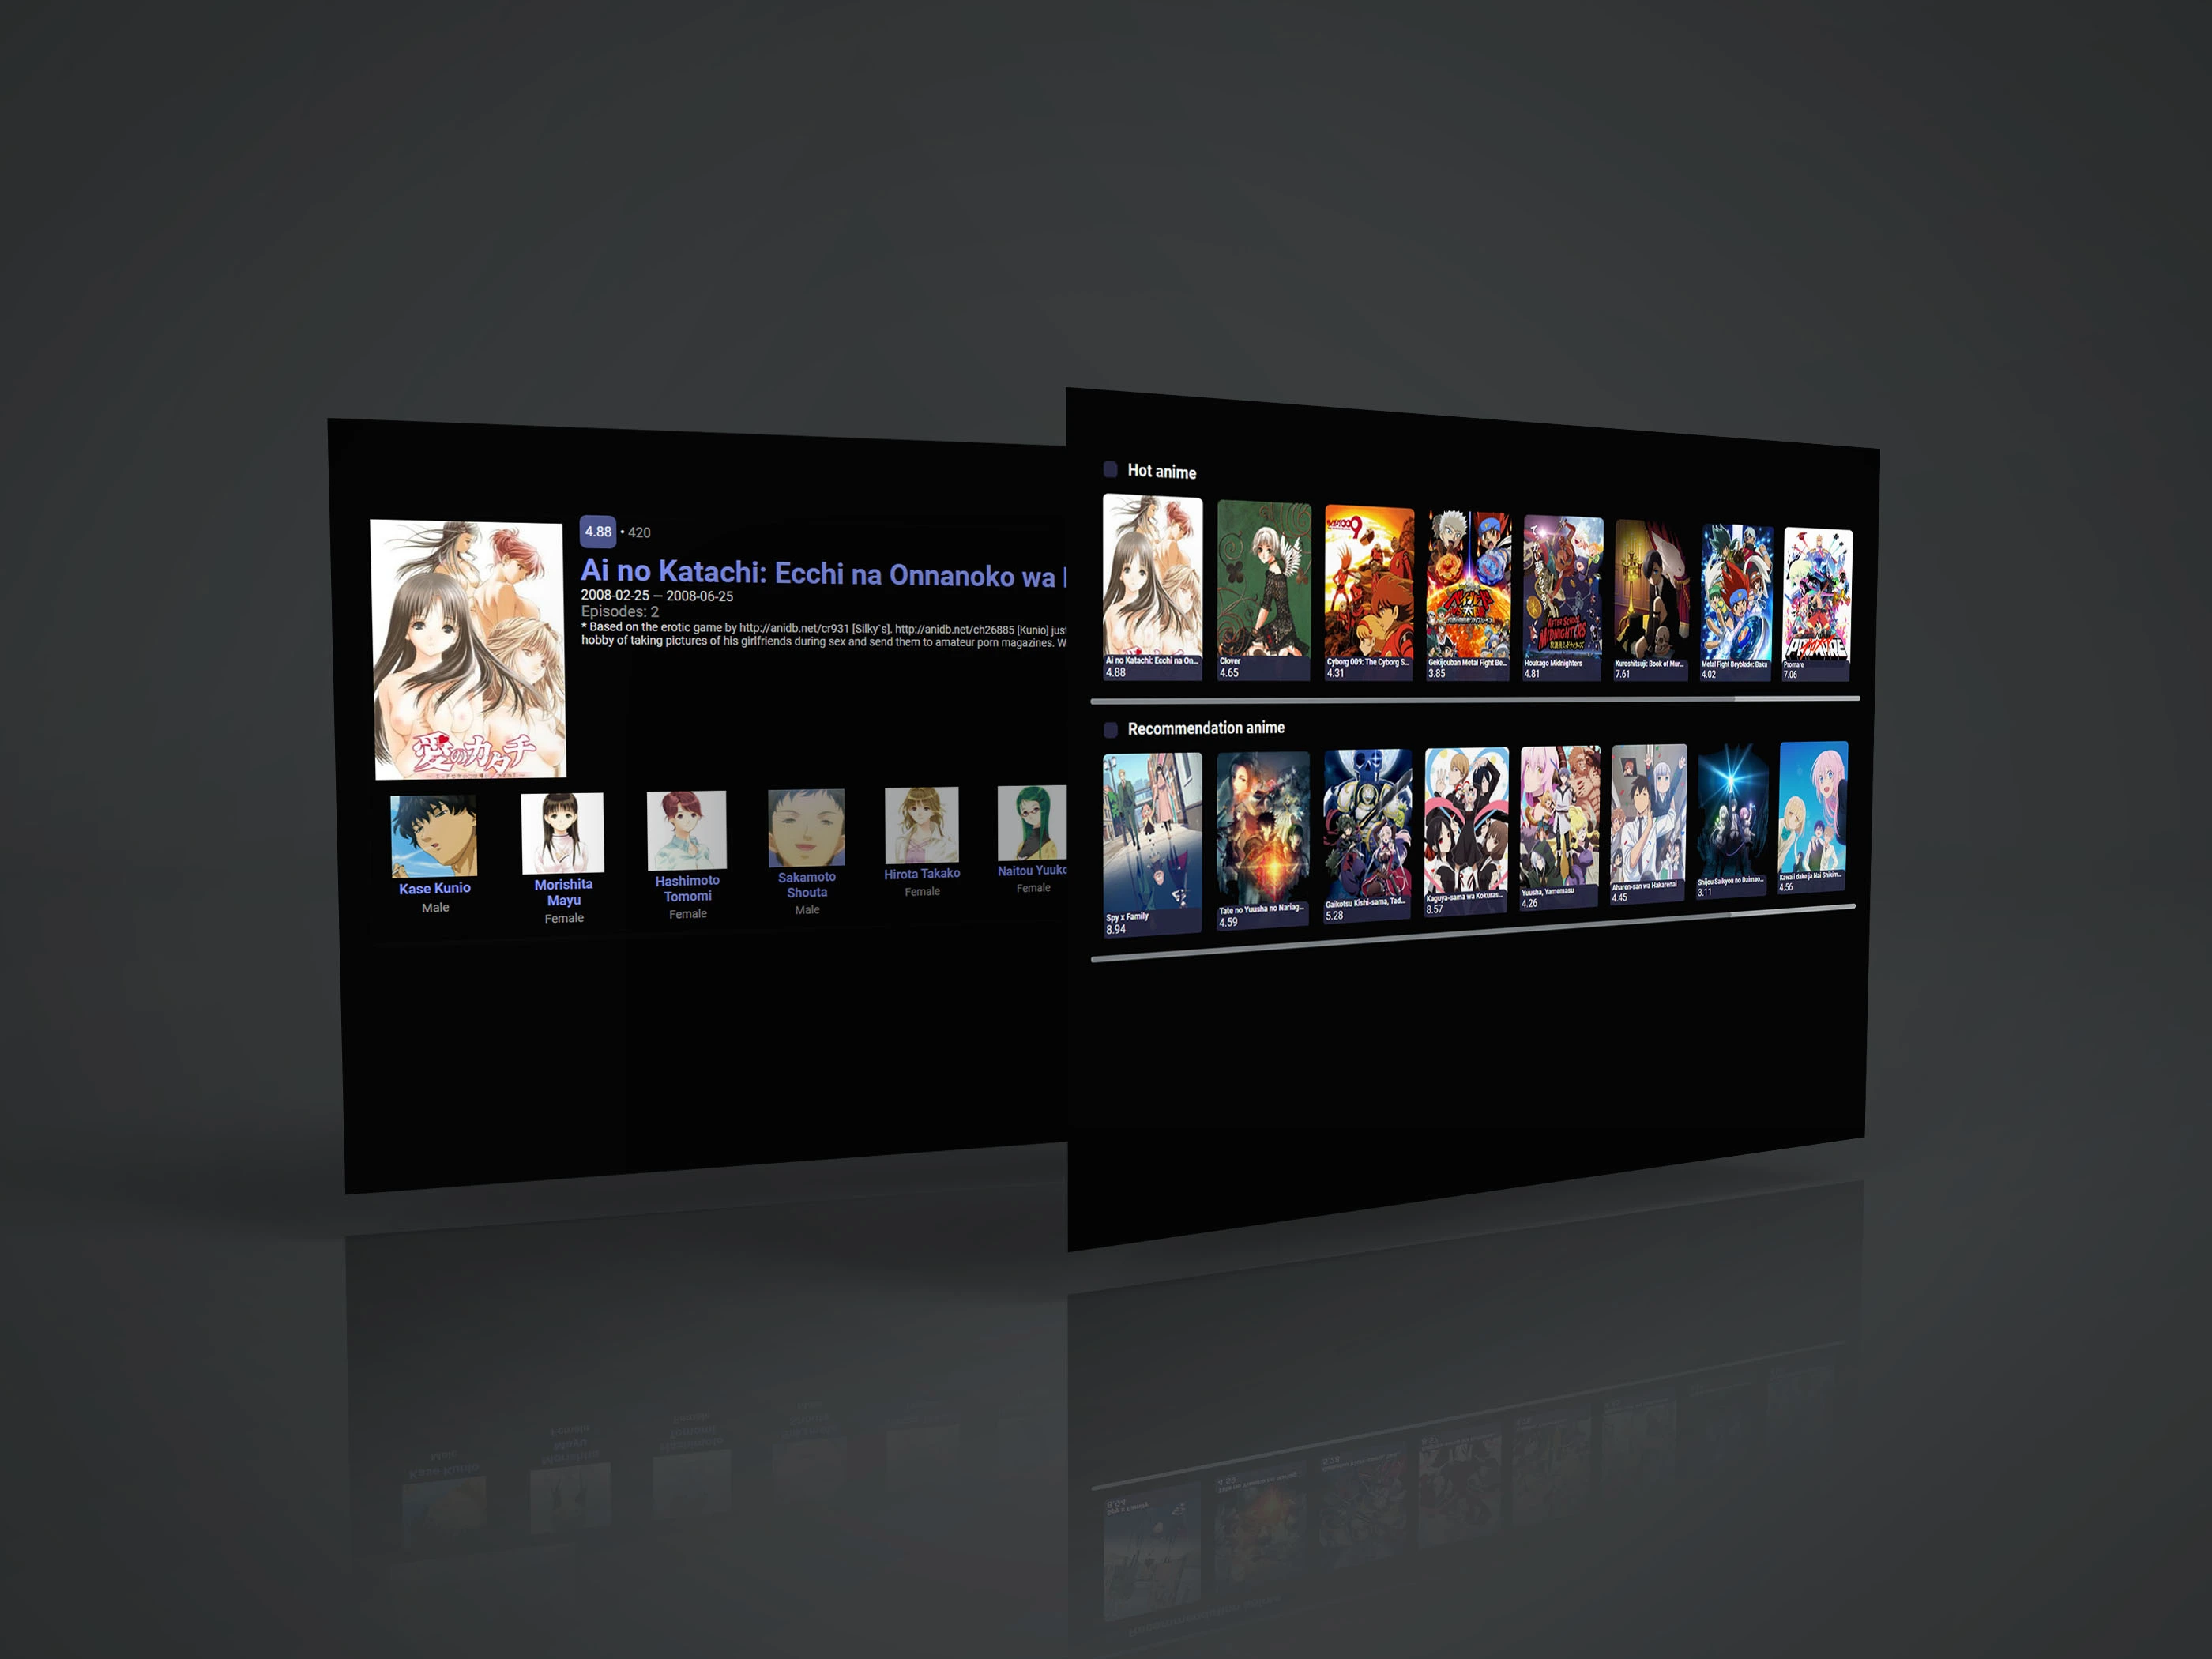 4.88 • 420
Ai no Katachi: Ecchi na Onnanoko wa
2008-02-25 — 2008-06-25
Episodes: 2
* Based on the erotic game by http://anidb.net/cr931 [Silky`s]. http://anidb.net/ch26885 [Kunio] jus
hobby of taking pictures of his girlfriends during sex and send them to amateur porn magazines. W
愛のカタチ
Kase Kunio
Male
Morishita
Mayu
Female
Hashimoto
Tomomi
Female
Sakamoto
Shouta
Male
Hirota Takako
Female
Naitou Yuuko
Female
Hot anime
Ai no Katachi: Ecchi na On...
4.88
Clover
4.65
Cyborg 009: The Cyborg S...
4.31
Gekijouban Metal Fight Be...
3.85
AFTER SCHOOL
MIDNIGHTERS
Houkago Midnighters
4.81
Kuroshitsuji: Book of Mur...
7.61
Metal Fight Beyblade: Baku
4.02
PROMARE
Promare
7.06
Recommendation anime
Spy x Family
8.94
Tate no Yuusha no Nariag...
4.59
Gaikotsu Kishi-sama, Tad...
5.28
Kaguya-sama wa Kokuras...
8.57
Yuusha, Yamemasu
4.26
Aharen-san wa Hakarenai
4.45
Shijou Saikyou no Daimao...
3.11
Kawaii dake ja Nai Shikim...
4.56